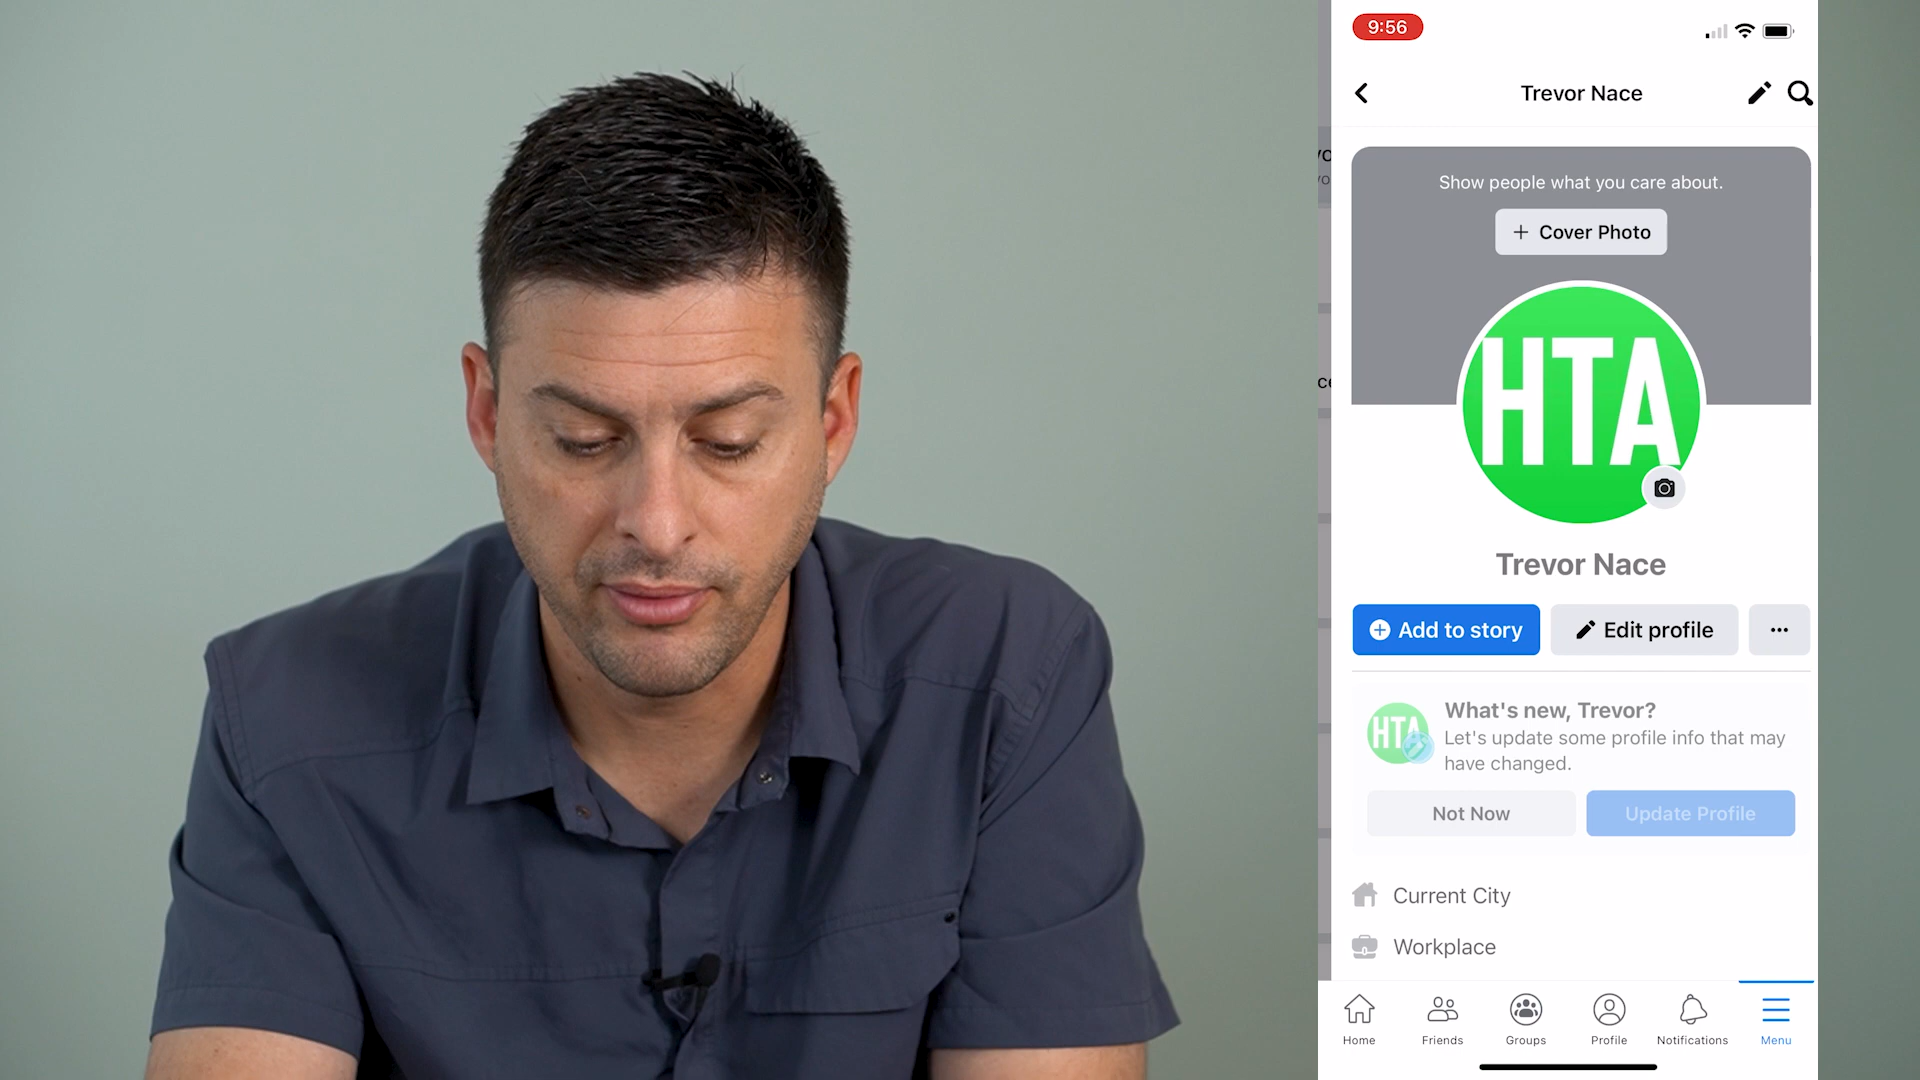 9:56
Trevor Nace
Show people what you care about.
+ Cover Photo
HTA
Trevor Nace
Add to story
Edit profile
HTA
What's new, Trevor?
Let's update some profile info that may
have changed.
Not Now
Update Profile
Current City
Workplace
Home
Friends
Groups
Profile
Notifications
Menu